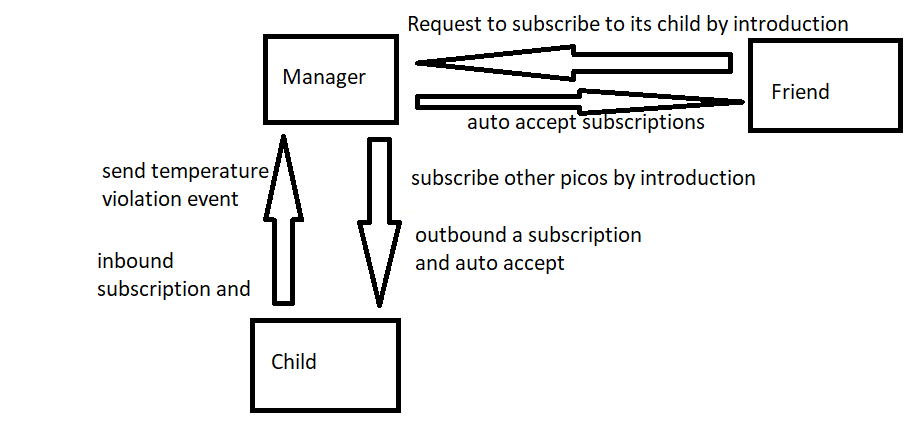 Request to subscribe to its child by introduction
Manager
Friend
auto accept subscriptions
send temperature
violation event
subscribe other picos by introduction
outbound a subscription
and auto accept
inbound
subscription and
Child